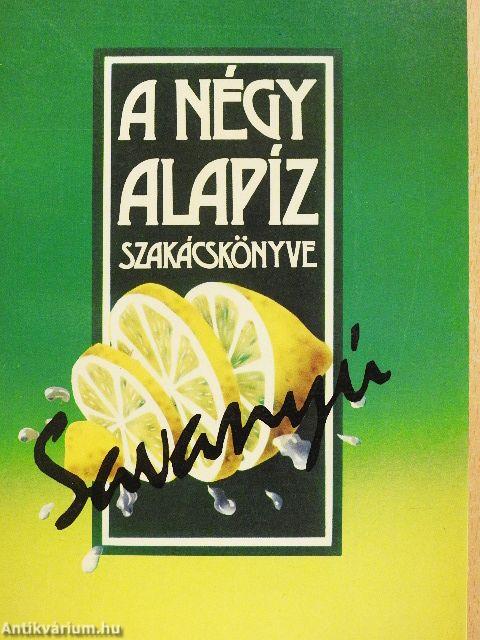 A NÉGY
ALAPÍZ
SZAKÁCSKÖNYVE
Savanyú
Antikvárium.hu